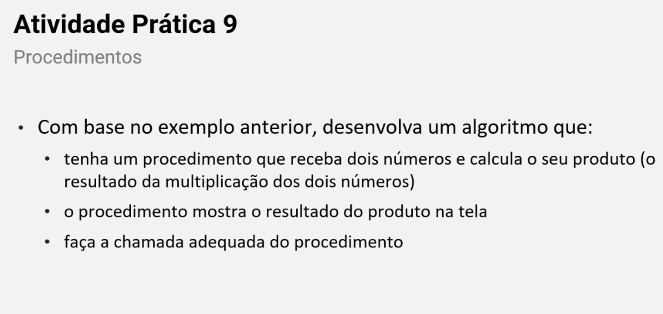 Atividade Prática 9
Procedimentos
• Com base no exemplo anterior, desenvolva um algoritmo que:
• tenha um procedimento que receba dois números e calcula o seu produto (o
resultado da multiplicação dos dois números)
• o procedimento mostra o resultado do produto na tela
• faça a chamada adequada do procedimento